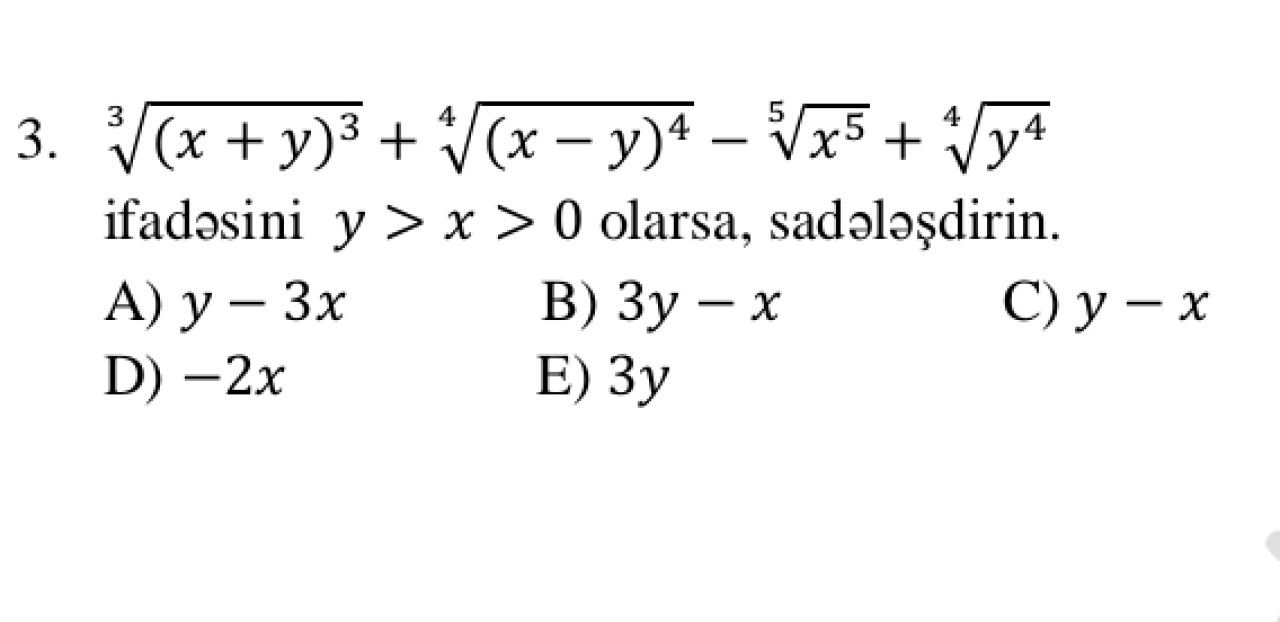 3. ∛(x + y)³ + ∜(x − y)⁴ − ⁵√x⁵ + ∜y⁴
ifadəsini y > x > 0 olarsa, sadələşdirin.
A) y − 3x B) 3y − x C) y − x
D) −2x E) 3y